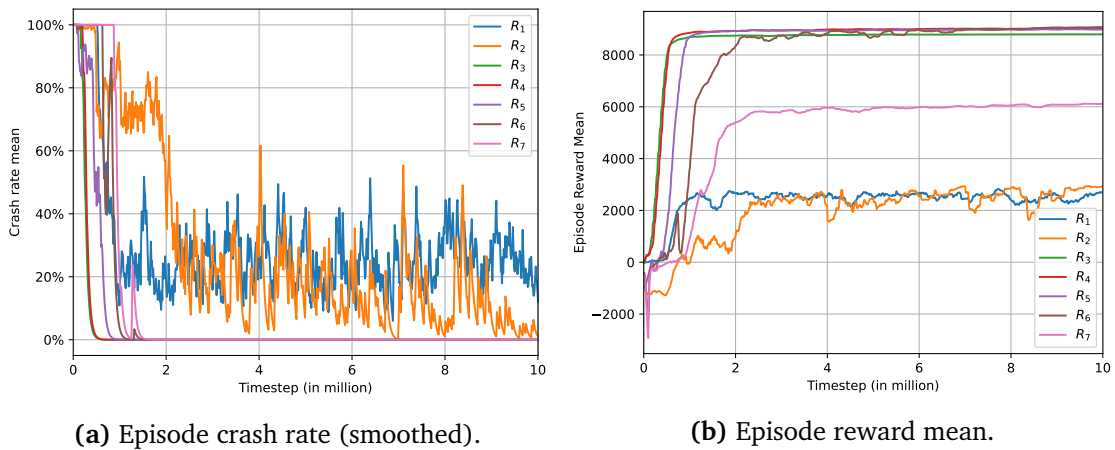 100%
80%
60%
40%
20%
0%
Crash rate mean
0 2 4 6 8 10
Timestep (in million)
R1
R2
R3
R4
R5
R6
R7
(a) Episode crash rate (smoothed).
8000
6000
4000
2000
0
−2000
Episode Reward Mean
0 2 4 6 8 10
Timestep (in million)
R1
R2
R3
R4
R5
R6
R7
(b) Episode reward mean.